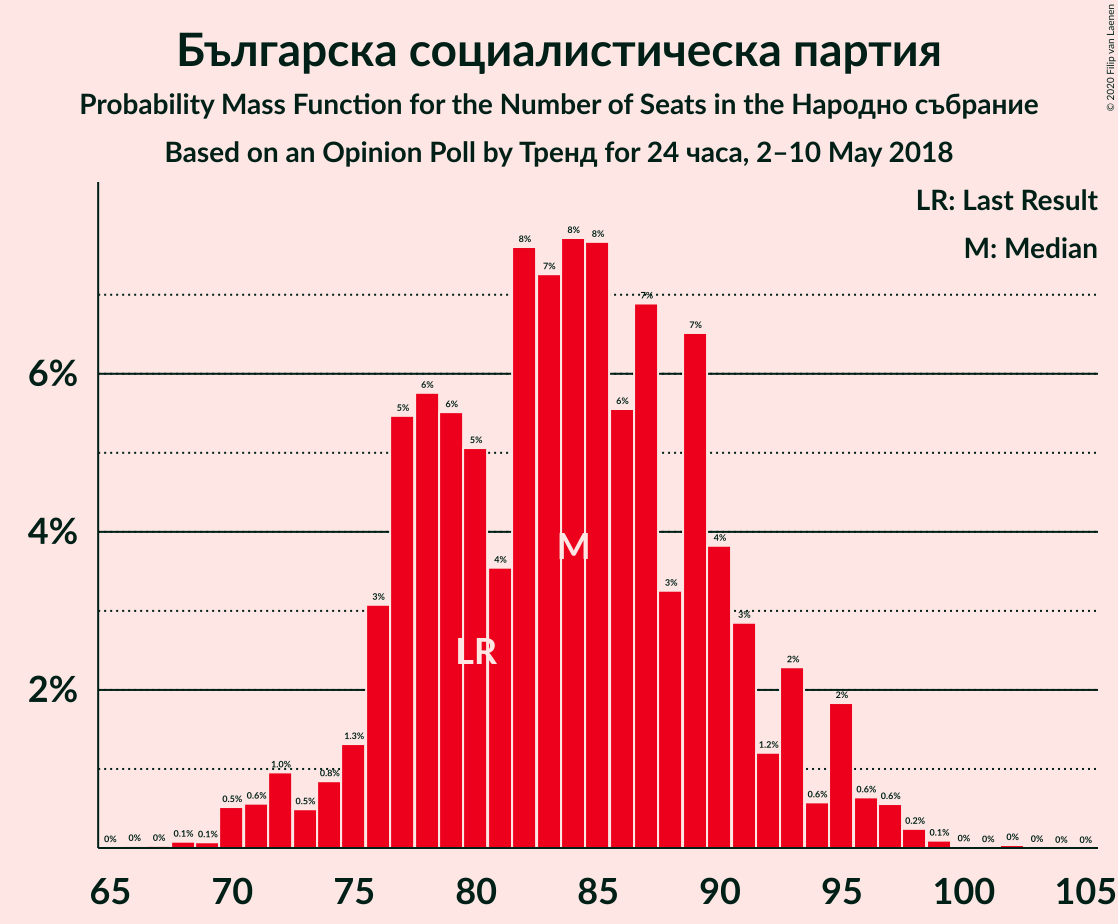 Българска социалистическа партия
Probability Mass Function for the Number of Seats in the Народно събрание
Based on an Opinion Poll by Тренд for 24 часа, 2–10 May 2018
© 2020 Filip van Laenen
LR: Last Result
M: Median
6%
4%
2%
0% 0% 0% 0.1% 0.1% 0.5% 0.6% 1.0% 0.5% 0.8% 1.3% 3% 5% 6% 6% 5% 4% 8% 7% 8% 8% 6% 7% 3% 7% 4% 3% 1.2% 2% 0.6% 2% 0.6% 0.6% 0.2% 0.1% 0% 0% 0% 0% 0% 0%
M
LR
65 70 75 80 85 90 95 100 105